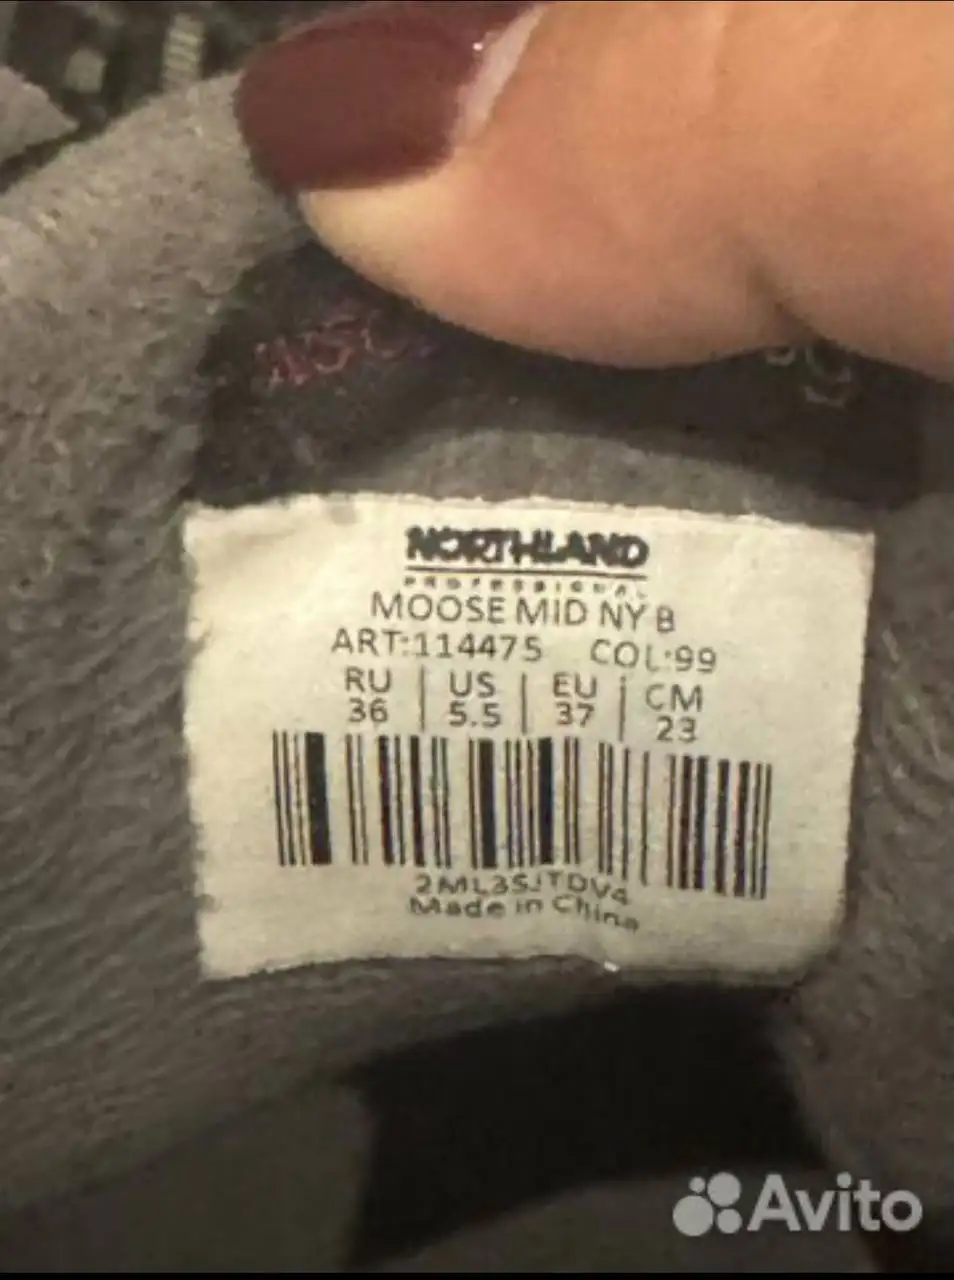 NORTHLAND
PROFESSIONAL
MOOSE MID NY B
ART:114475 COL:99
RU US EU CM
36 5.5 37 23
2ML3SJTDV4
Made in China
Avito